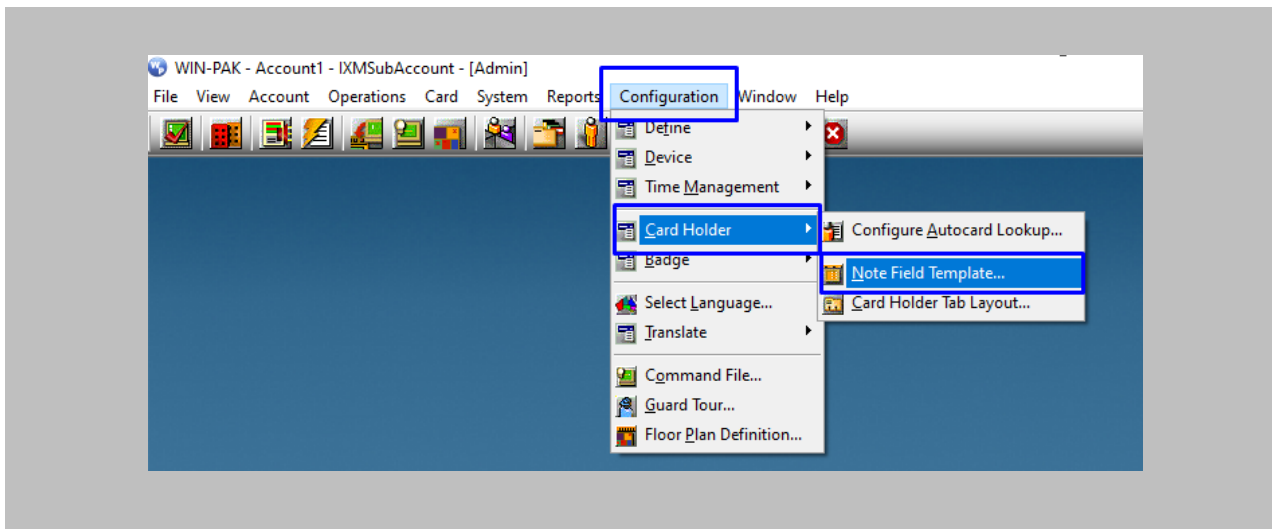 WIN-PAK - Account1 - IXMSubAccount - [Admin]
File View Account Operations Card System Reports Configuration Window Help
Define
Device
Time Management
Card Holder
Configure Autocard Lookup...
Badge
Note Field Template...
Card Holder Tab Layout...
Select Language...
Translate
Command File...
Guard Tour...
Floor Plan Definition...